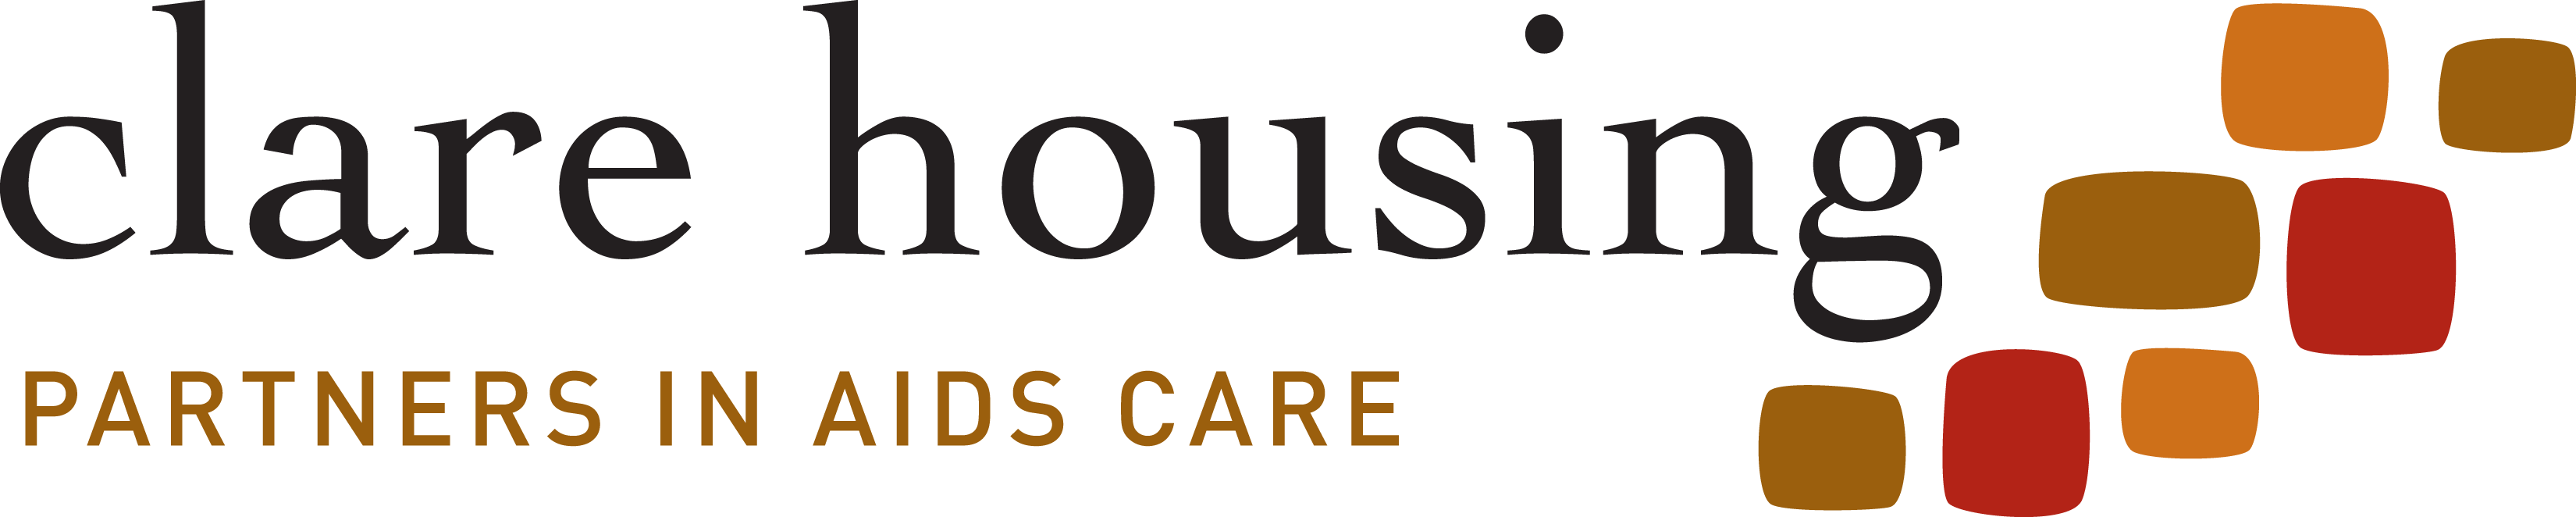 clare housing
PARTNERS IN AIDS CARE